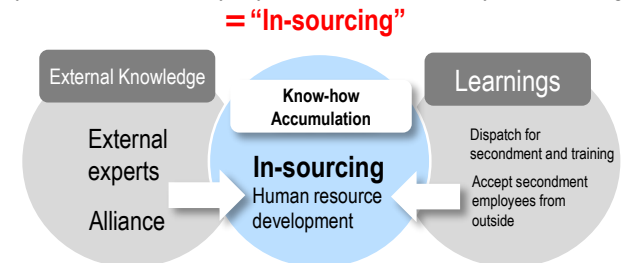 ＝“In-sourcing”
External Knowledge
External
experts
Alliance
Know-how
Accumulation
In-sourcing
Human resource
development
Learnings
Dispatch for
secondment and training
Accept secondment
employees from
outside